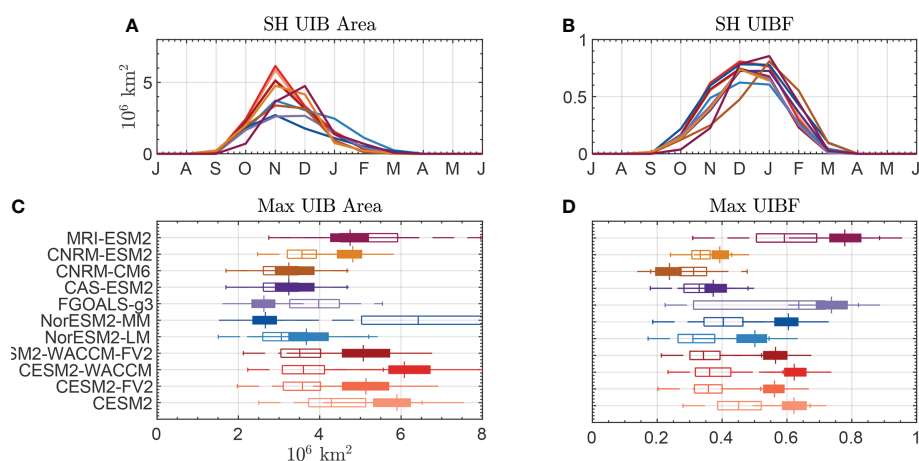 A SH UIB Area
10⁶ km²
5
0
J A S O N D J F M A M J
B SH UIBF
1
0.5
0
J A S O N D J F M A M J
C Max UIB Area
MRI-ESM2
CNRM-ESM2
CNRM-CM6
CAS-ESM2
FGOALS-g3
NorESM2-MM
NorESM2-LM
SM2-WACCM-FV2
CESM2-WACCM
CESM2-FV2
CESM2
0 2 4 6 8
10⁶ km²
D Max UIBF
0 0.2 0.4 0.6 0.8 1